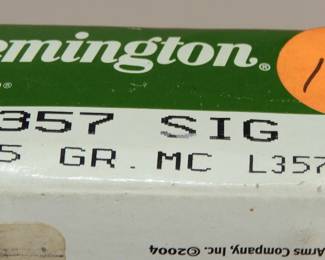 emington®
®
357 SIG
5 GR. MC L357
Arms Company, Inc. ©2004